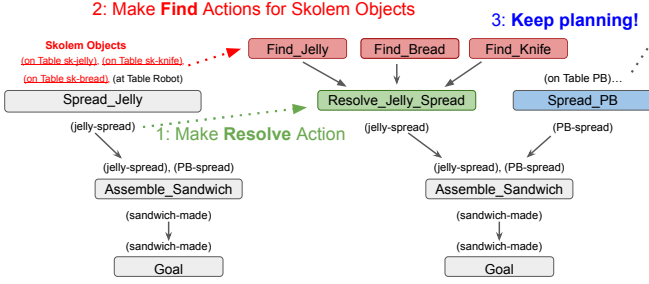 2: Make Find Actions for Skolem Objects
3: Keep planning!
Skolem Objects
(on Table sk-jelly), (on Table sk-knife),
(on Table sk-bread), (at Table Robot)
Find_Jelly
Find_Bread
Find_Knife
(on Table PB)...
Spread_Jelly
Resolve_Jelly_Spread
Spread_PB
(jelly-spread)
1: Make Resolve Action
(jelly-spread)
(PB-spread)
(jelly-spread), (PB-spread)
(jelly-spread), (PB-spread)
Assemble_Sandwich
Assemble_Sandwich
(sandwich-made)
(sandwich-made)
(sandwich-made)
(sandwich-made)
Goal
Goal